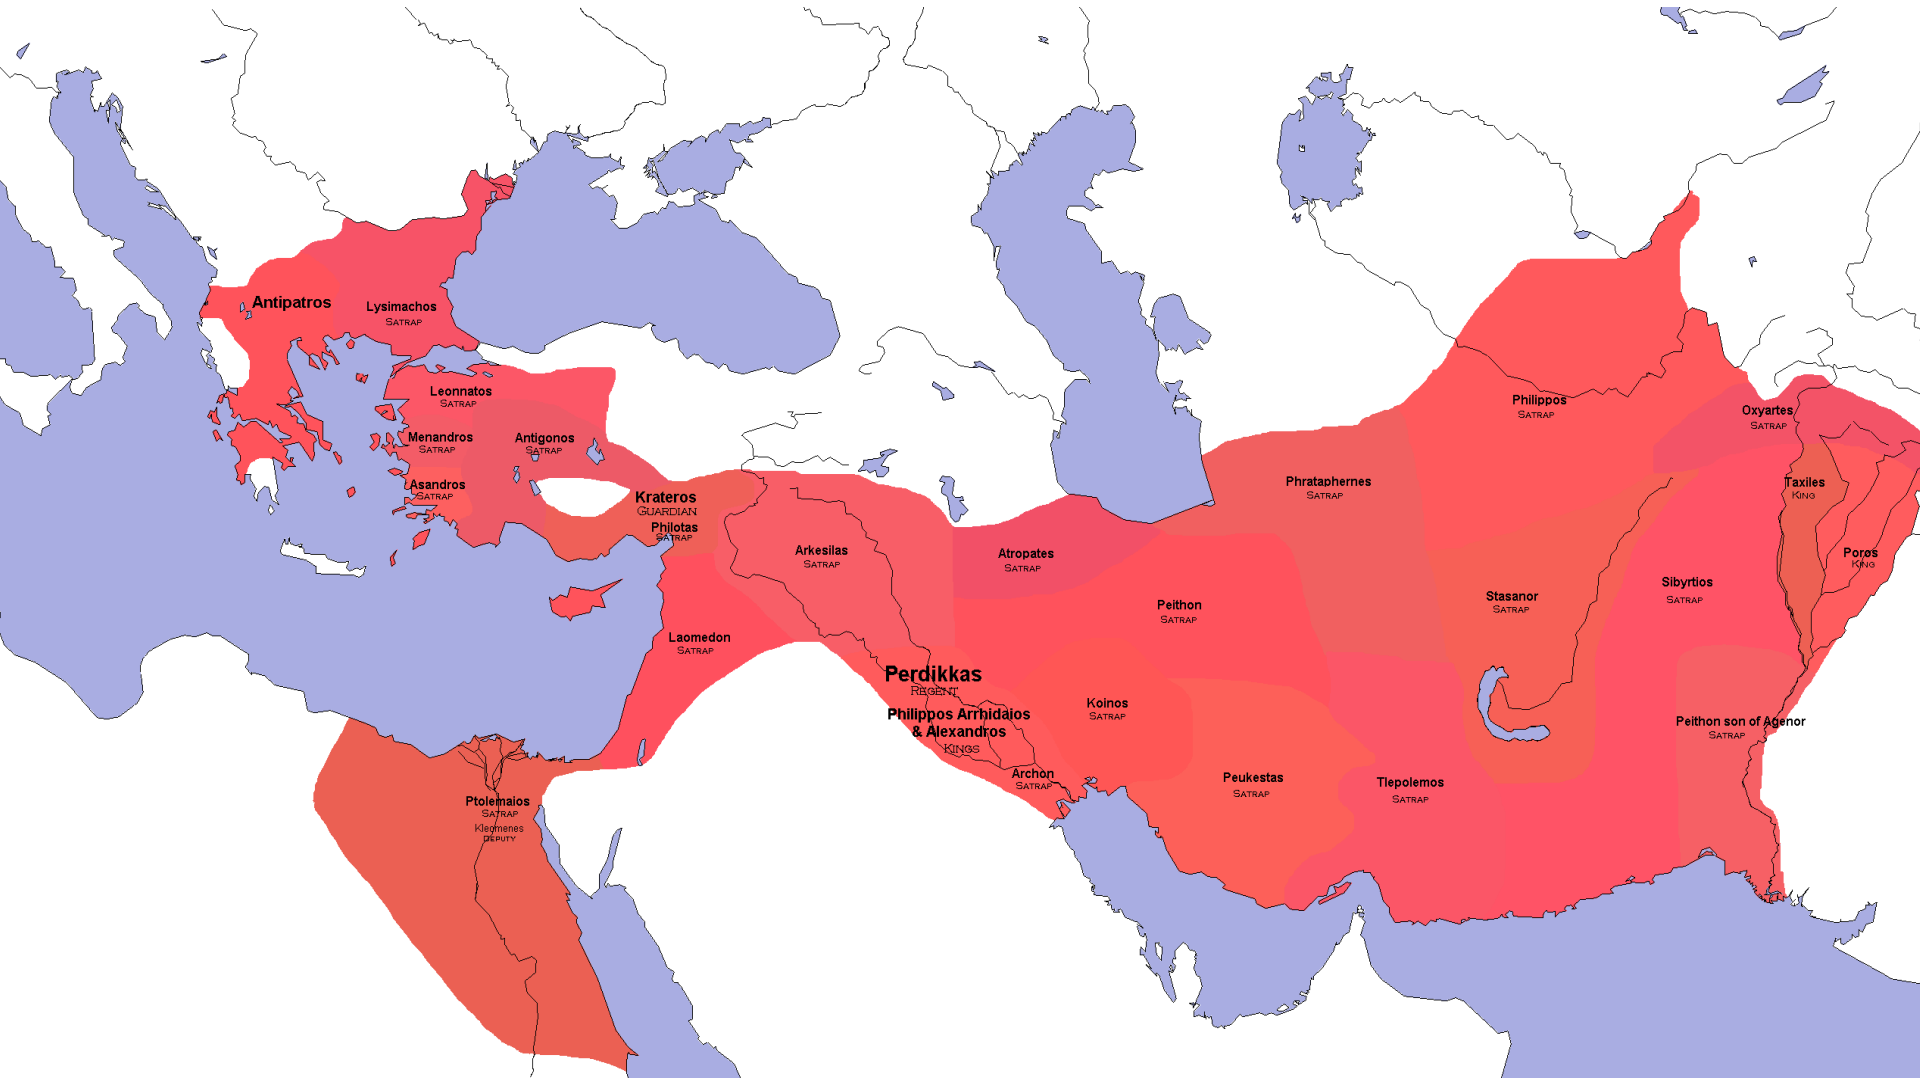 Antipatros
Lysimachos
Satrap
Leonnatos
Satrap
Menandros
Satrap
Antigonos
Satrap
Asandros
Satrap
Krateros
Guardian
Philotas
Satrap
Arkesilas
Satrap
Laomedon
Satrap
Perdikkas
Regent
Philippos Arrhidaios
& Alexandros
Kings
Archon
Satrap
Ptolemaios
Satrap
Kleomenes
Deputy
Atropates
Satrap
Peithon
Satrap
Koinos
Satrap
Peukestas
Satrap
Tlepolemos
Satrap
Phrataphernes
Satrap
Philippos
Satrap
Stasanor
Satrap
Sibyrtios
Satrap
Oxyartes
Satrap
Taxiles
King
Poros
King
Peithon son of Agenor
Satrap